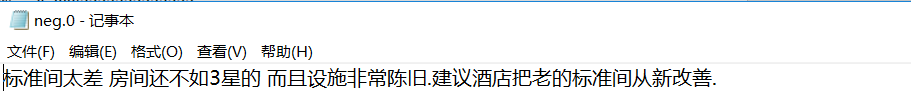 neg.0 - 记事本
文件(F) 编辑(E) 格式(O) 查看(V) 帮助(H)
标准间太差 房间还不如3星的 而且设施非常陈旧.建议酒店把老的标准间从新改善.